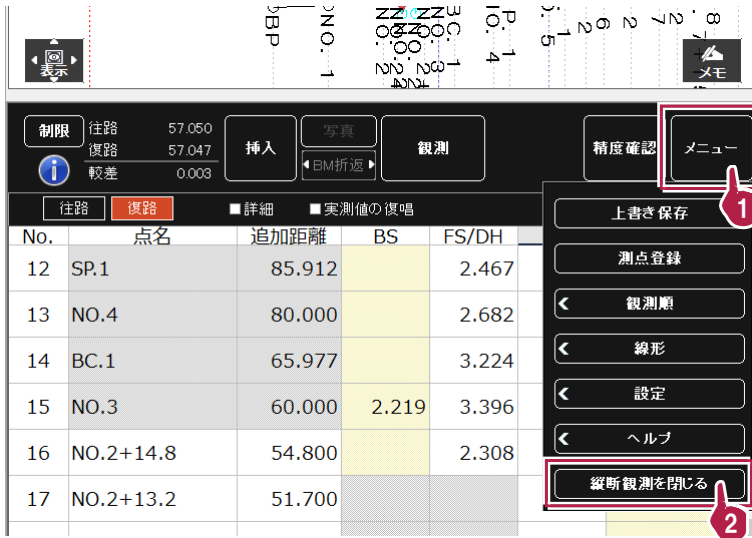 BP
NO. 1
BC. 1
SP. 1
表示
メモ
制限
往路 57.050
復路 57.047
較差 0.003
挿入
写真
BM折返
観測
精度確認
メニュー
1
往路
復路
■詳細
■実測値の復唱
上書き保存
測点登録
観測順
線形
設定
ヘルプ
縦断観測を閉じる
2
No. 点名 追加距離 BS FS/DH
12 SP.1 85.912 2.467
13 NO.4 80.000 2.682
14 BC.1 65.977 3.224
15 NO.3 60.000 2.219 3.396
16 NO.2+14.8 54.800 2.308
17 NO.2+13.2 51.700